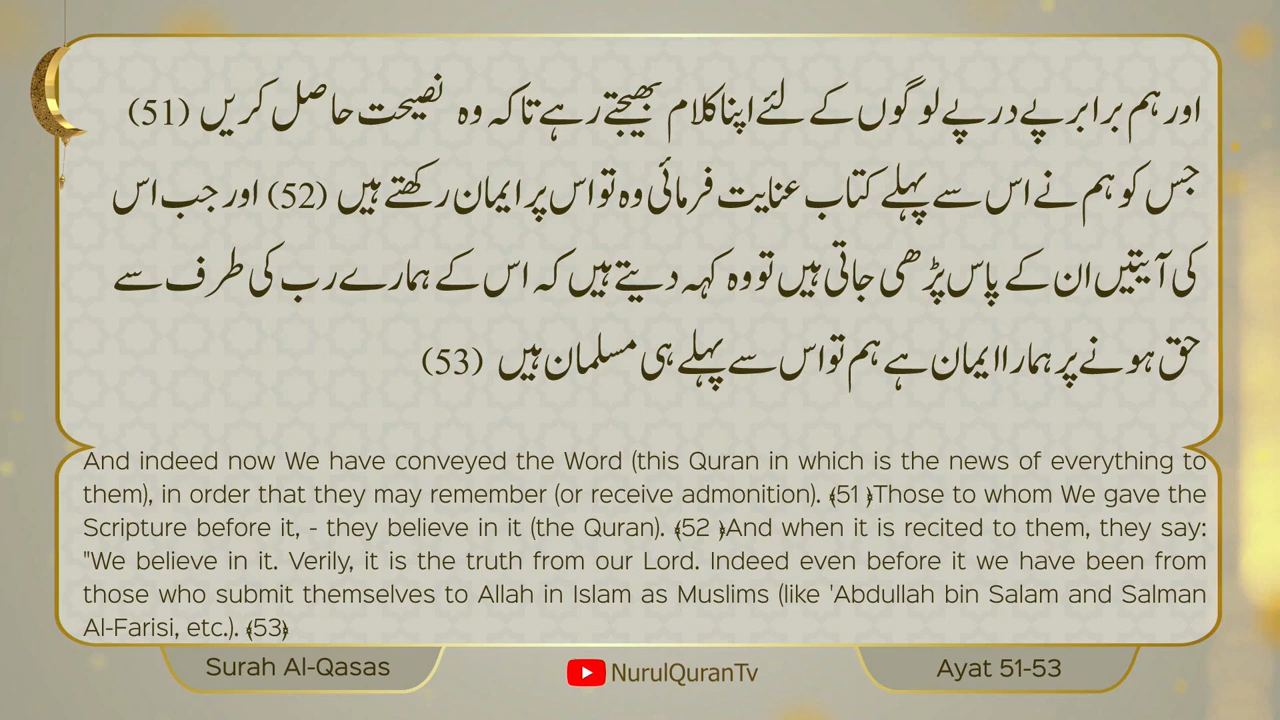 اور ہم برابر پے درپے لوگوں کے لئے اپنا کلام بھیجتے رہے تاکہ وہ نصیحت حاصل کریں (51)
جس کو ہم نے اس سے پہلے کتاب عنایت فرمائی وہ تو اس پر ایمان رکھتے ہیں (52) اور جب اس
کی آیتیں ان کے پاس پڑھی جاتی ہیں تو وہ کہہ دیتے ہیں کہ اس کے ہمارے رب کی طرف سے
حق ہونے پر ہمارا ایمان ہے ہم تو اس سے پہلے ہی مسلمان ہیں (53)
And indeed now We have conveyed the Word (this Quran in which is the news of everything to
them), in order that they may remember (or receive admonition). ﴾51 ﴿Those to whom We gave the
Scripture before it, - they believe in it (the Quran). ﴾52 ﴿And when it is recited to them, they say:
"We believe in it. Verily, it is the truth from our Lord. Indeed even before it we have been from
those who submit themselves to Allah in Islam as Muslims (like 'Abdullah bin Salam and Salman
Al-Farisi, etc.). ﴾53﴿
Surah Al-Qasas
NurulQuranTv
Ayat 51-53